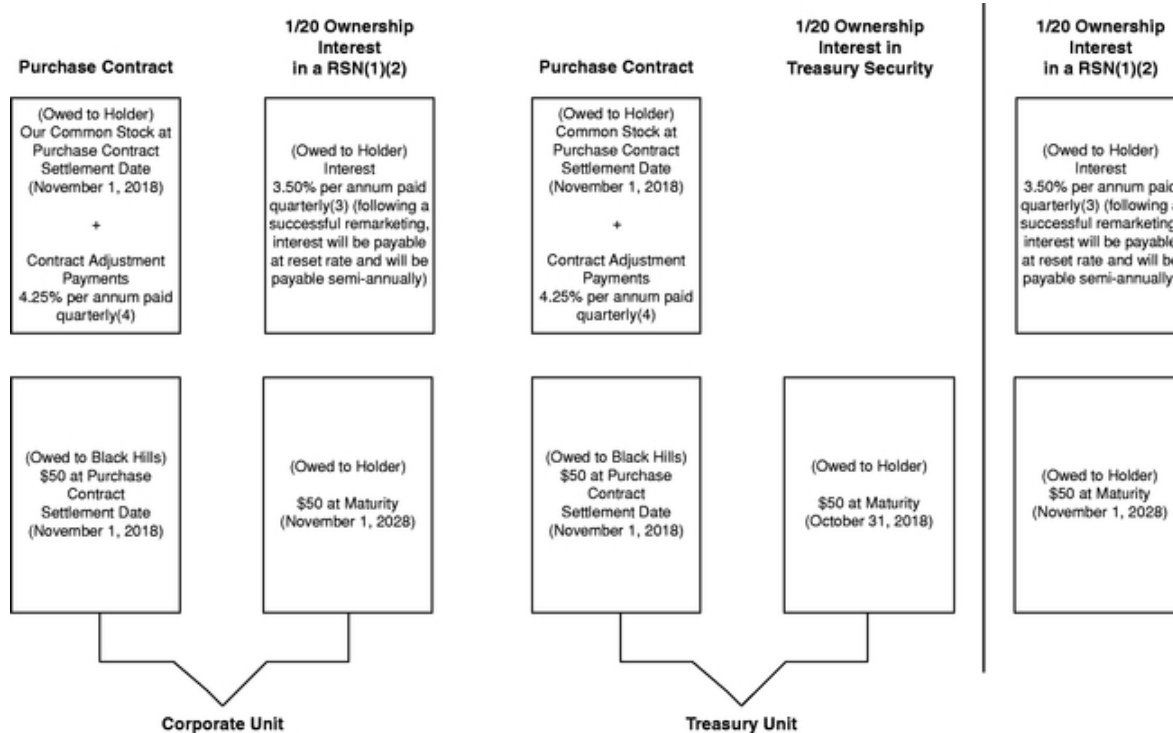 Purchase Contract
1/20 Ownership
Interest
in a RSN(1)(2)
(Owed to Holder)
Our Common Stock at
Purchase Contract
Settlement Date
(November 1, 2018)
+
Contract Adjustment
Payments
4.25% per annum paid
quarterly(4)
(Owed to Holder)
Interest
3.50% per annum paid
quarterly(3) (following a
successful remarketing,
interest will be payable
at reset rate and will be
payable semi-annually)
(Owed to Black Hills)
$50 at Purchase
Contract
Settlement Date
(November 1, 2018)
(Owed to Holder)
$50 at Maturity
(November 1, 2028)
Corporate Unit
Purchase Contract
1/20 Ownership
Interest in
Treasury Security
(Owed to Holder)
Common Stock at
Purchase Contract
Settlement Date
(November 1, 2018)
+
Contract Adjustment
Payments
4.25% per annum paid
quarterly(4)
(Owed to Black Hills)
$50 at Purchase
Contract
Settlement Date
(November 1, 2018)
(Owed to Holder)
$50 at Maturity
(October 31, 2018)
Treasury Unit
1/20 Ownership
Interest
in a RSN(1)(2)
(Owed to Holder)
Interest
3.50% per annum paid
quarterly(3) (following a
successful remarketing,
interest will be payable
at reset rate and will be
payable semi-annually
(Owed to Holder)
$50 at Maturity
(November 1, 2028)